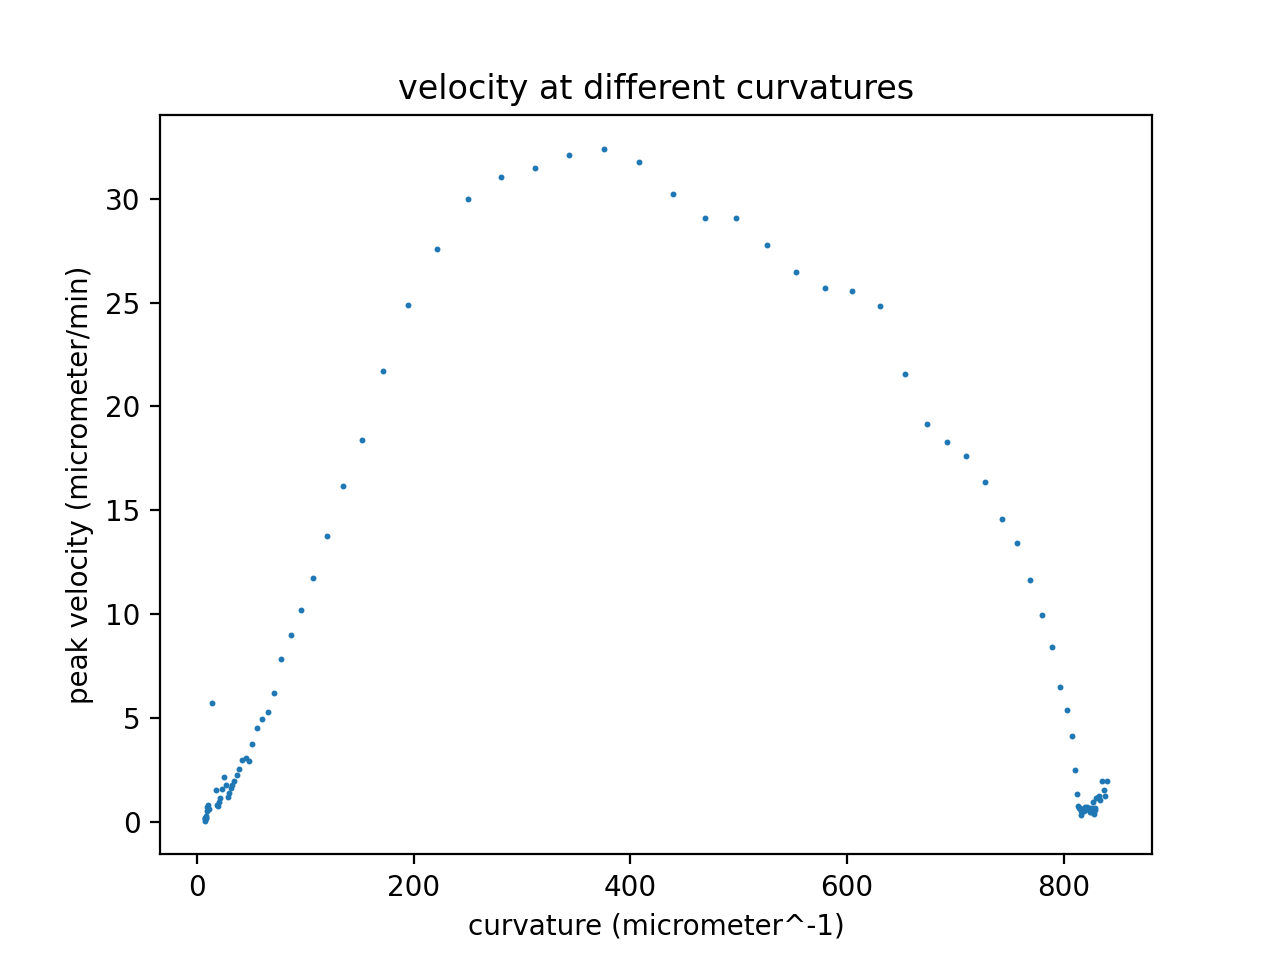 velocity at different curvatures
peak velocity (micrometer/min)
30
25
20
15
10
5
0
0 200 400 600 800
curvature (micrometer^-1)